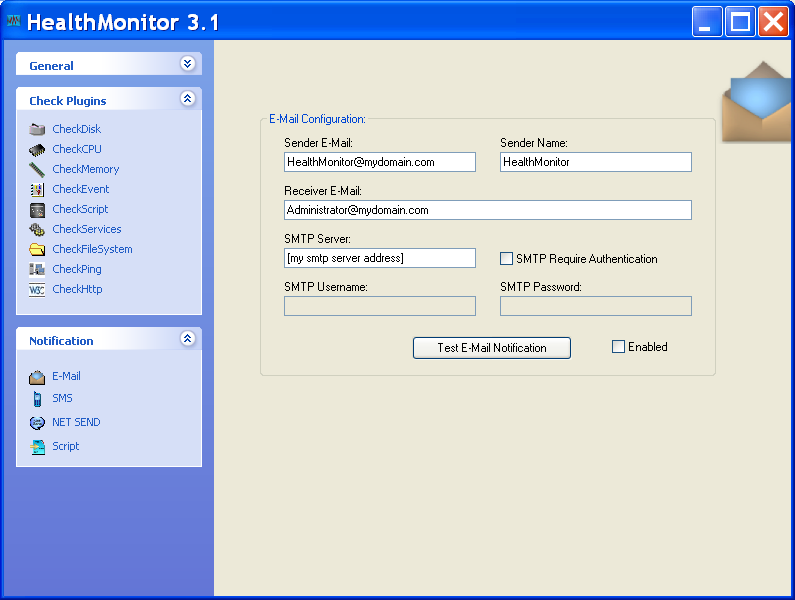 HealthMonitor 3.1
General
Check Plugins
CheckDisk
CheckCPU
CheckMemory
CheckEvent
CheckScript
CheckServices
CheckFileSystem
CheckPing
W3C CheckHttp
Notification
E-Mail
SMS
NET SEND
Script
E-Mail Configuration:
Sender E-Mail: Sender Name:
HealthMonitor@mydomain.com HealthMonitor
Receiver E-Mail:
Administrator@mydomain.com
SMTP Server:
[my smtp server address] SMTP Require Authentication
SMTP Username: SMTP Password:
Test E-Mail Notification Enabled